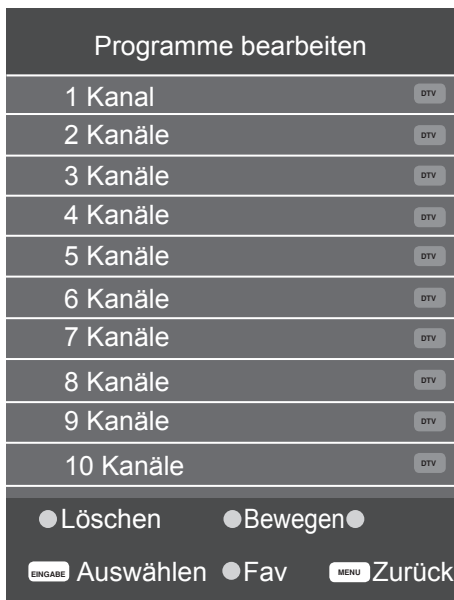 Programme bearbeiten
1 Kanal DTV
2 Kanäle DTV
3 Kanäle DTV
4 Kanäle DTV
5 Kanäle DTV
6 Kanäle DTV
7 Kanäle DTV
8 Kanäle DTV
9 Kanäle DTV
10 Kanäle DTV
Löschen Bewegen
EINGABE Auswählen Fav MENU Zurück